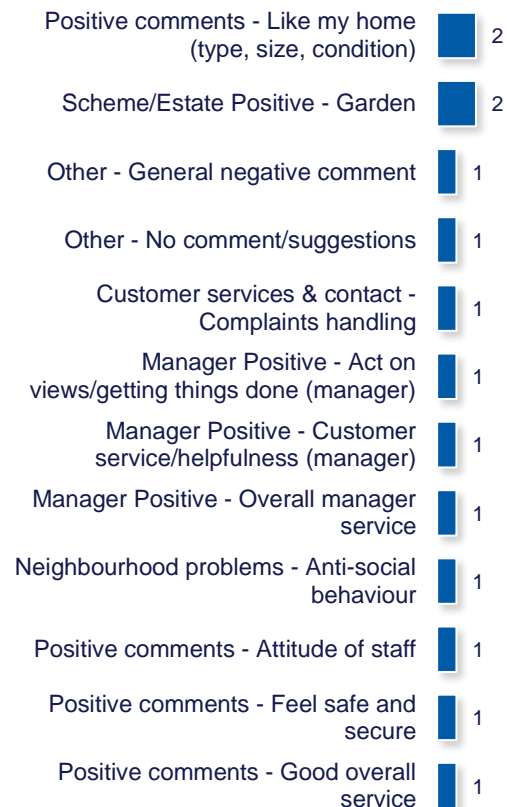 Positive comments - Like my home
(type, size, condition)
2
Scheme/Estate Positive - Garden
2
Other - General negative comment
1
Other - No comment/suggestions
1
Customer services & contact -
Complaints handling
1
Manager Positive - Act on
views/getting things done (manager)
1
Manager Positive - Customer
service/helpfulness (manager)
1
Manager Positive - Overall manager
service
1
Neighbourhood problems - Anti-social
behaviour
1
Positive comments - Attitude of staff
1
Positive comments - Feel safe and
secure
1
Positive comments - Good overall
service
1